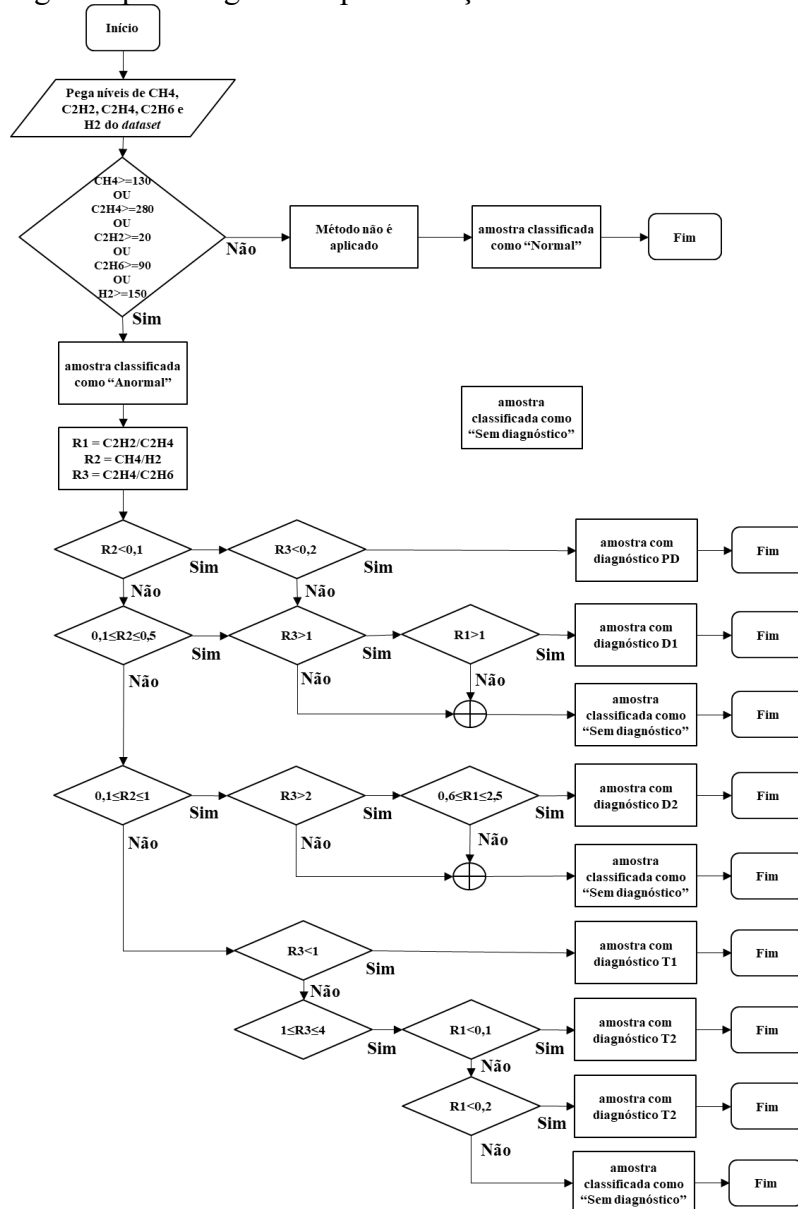 Início
Pega níveis de CH4,
C2H2, C2H4, C2H6 e
H2 do dataset
CH4>=130
OU
C2H4>=280
OU
C2H2>=20
OU
C2H6>=90
OU
H2>=150
Não
Método não é
aplicado
amostra classificada
como “Normal”
Fim
Sim
amostra classificada
como “Anormal”
amostra
classificada como
“Sem diagnóstico”
R1 = C2H2/C2H4
R2 = CH4/H2
R3 = C2H4/C2H6
R2<0,1
Sim
R3<0,2
Sim
amostra com
diagnóstico PD
Fim
Não
Não
0,1≤R2≤0,5
Sim
R3>1
Sim
R1>1
Sim
amostra com
diagnóstico D1
Fim
Não
Não
Não
amostra
classificada como
“Sem diagnóstico”
Fim
0,1≤R2≤1
Sim
R3>2
Sim
0,6≤R1≤2,5
Sim
amostra com
diagnóstico D2
Fim
Não
Não
Não
amostra
classificada como
“Sem diagnóstico”
Fim
R3<1
Sim
amostra com
diagnóstico T1
Fim
Não
1≤R3≤4
Sim
R1<0,1
Sim
amostra com
diagnóstico T2
Fim
Não
R1<0,2
Sim
amostra com
diagnóstico T2
Fim
Não
amostra
classificada como
“Sem diagnóstico”
Fim